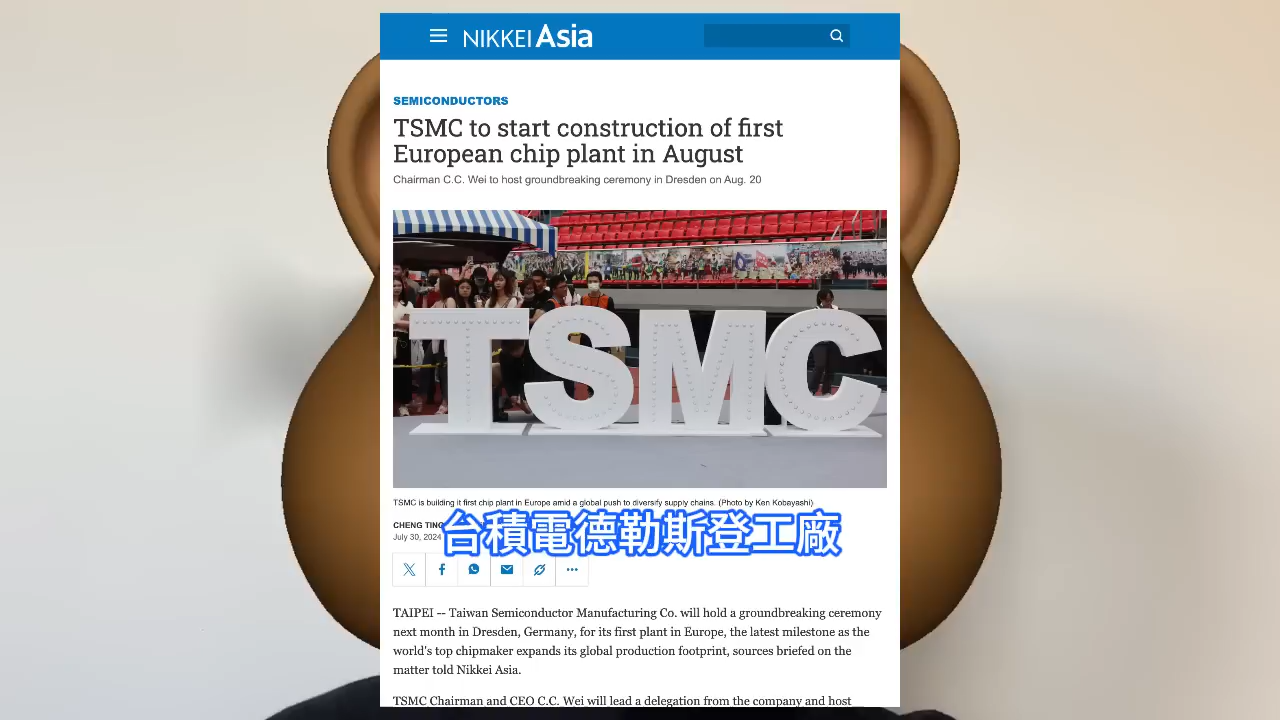 NIKKEI Asia
SEMICONDUCTORS
TSMC to start construction of first
European chip plant in August
Chairman C.C. Wei to host groundbreaking ceremony in Dresden on Aug. 20
TSMC
TSMC is building it first chip plant in Europe amid a global push to diversify supply chains. (Photo by Ken Kobayashi)
CHENG TING
July 30, 2024
台積電德勒斯登工廠
TAIPEI -- Taiwan Semiconductor Manufacturing Co. will hold a groundbreaking ceremony
next month in Dresden, Germany, for its first plant in Europe, the latest milestone as the
world's top chipmaker expands its global production footprint, sources briefed on the
matter told Nikkei Asia.
TSMC Chairman and CEO C.C. Wei will lead a delegation from the company and host